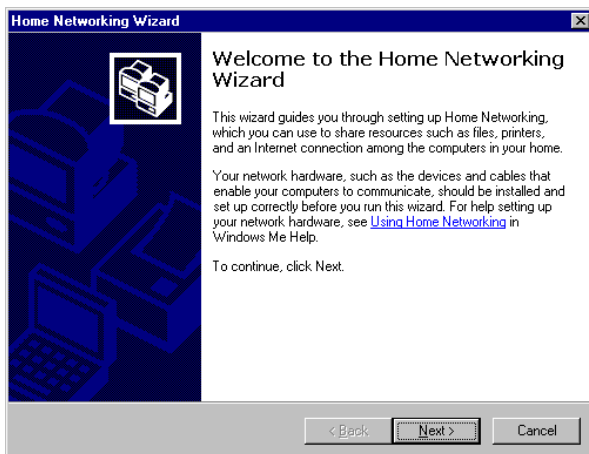 Home Networking Wizard
Welcome to the Home Networking
Wizard
This wizard guides you through setting up Home Networking,
which you can use to share resources such as files, printers,
and an Internet connection among the computers in your home.
Your network hardware, such as the devices and cables that
enable your computers to communicate, should be installed and
set up correctly before you run this wizard. For help setting up
your network hardware, see Using Home Networking in
Windows Me Help.
To continue, click Next.
< Back
Next >
Cancel